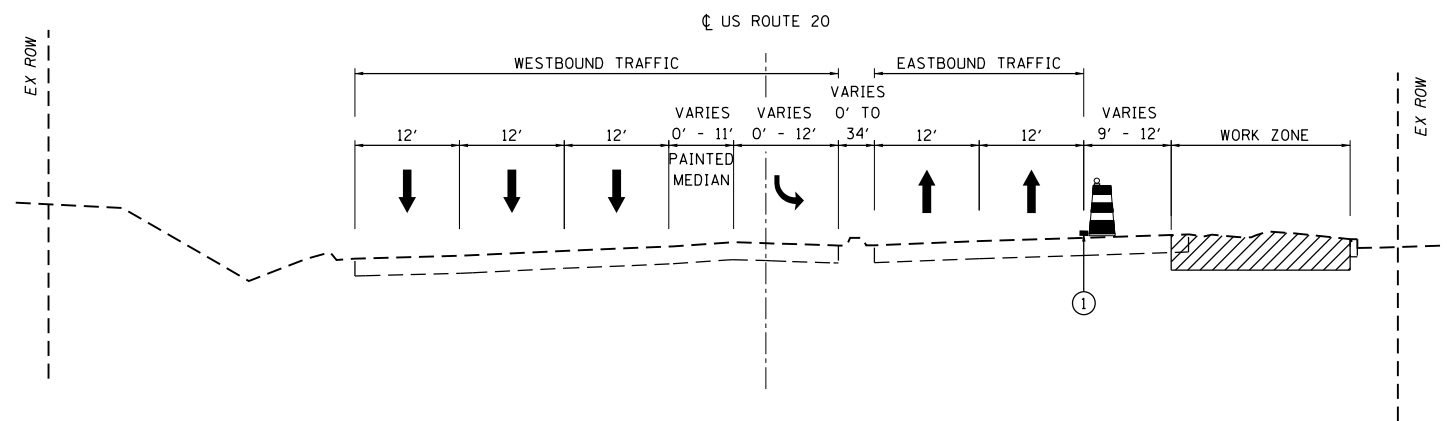 ℄ US ROUTE 20
EX ROW
WESTBOUND TRAFFIC
EASTBOUND TRAFFIC
EX ROW
12'
12'
12'
VARIES
0' - 11'
PAINTED
MEDIAN
VARIES
0' - 12'
VARIES
0' TO
34'
12'
12'
VARIES
9' - 12'
WORK ZONE
1